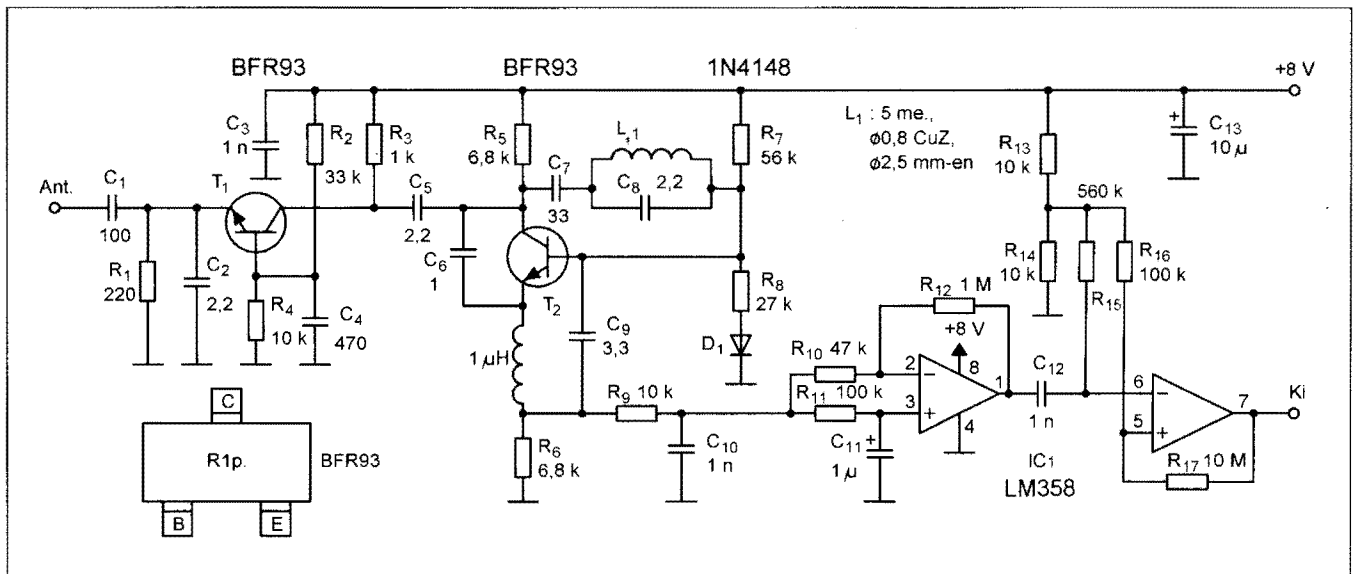 BFR93
BFR93
1N4148
+8 V
C3
1 n
R2
33 k
R3
1 k
R5
6,8 k
L1
C7
33
C8 2,2
R7
56 k
L1 : 5 me.,
ø0,8 CuZ,
ø2,5 mm-en
R13
10 k
C13
10 µ
+
Ant.
C1
100
T1
C5
2,2
560 k
R1
220
C2
2,2
R4
10 k
C4
470
C6
1
T2
R8
27 k
R14
10 k
R15
R16
100 k
1 µH
C9
3,3
D1
R12 1 M
+8 V
R10 47 k
R11 100 k
2
3
8
1
4
C12
1 n
6
5
7
Ki
R9 10 k
R6
6,8 k
C10
1 n
C11
+
1 µ
IC1
LM358
R17 10 M
C
R1p.
BFR93
B
E